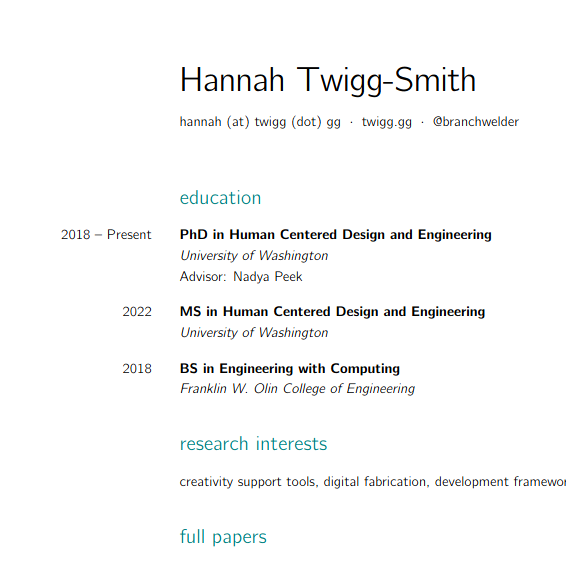 Hannah Twigg-Smith
hannah (at) twigg (dot) gg · twigg.gg · @branchwelder
education
2018 – Present PhD in Human Centered Design and Engineering
University of Washington
Advisor: Nadya Peek
2022 MS in Human Centered Design and Engineering
University of Washington
2018 BS in Engineering with Computing
Franklin W. Olin College of Engineering
research interests
creativity support tools, digital fabrication, development
full papers